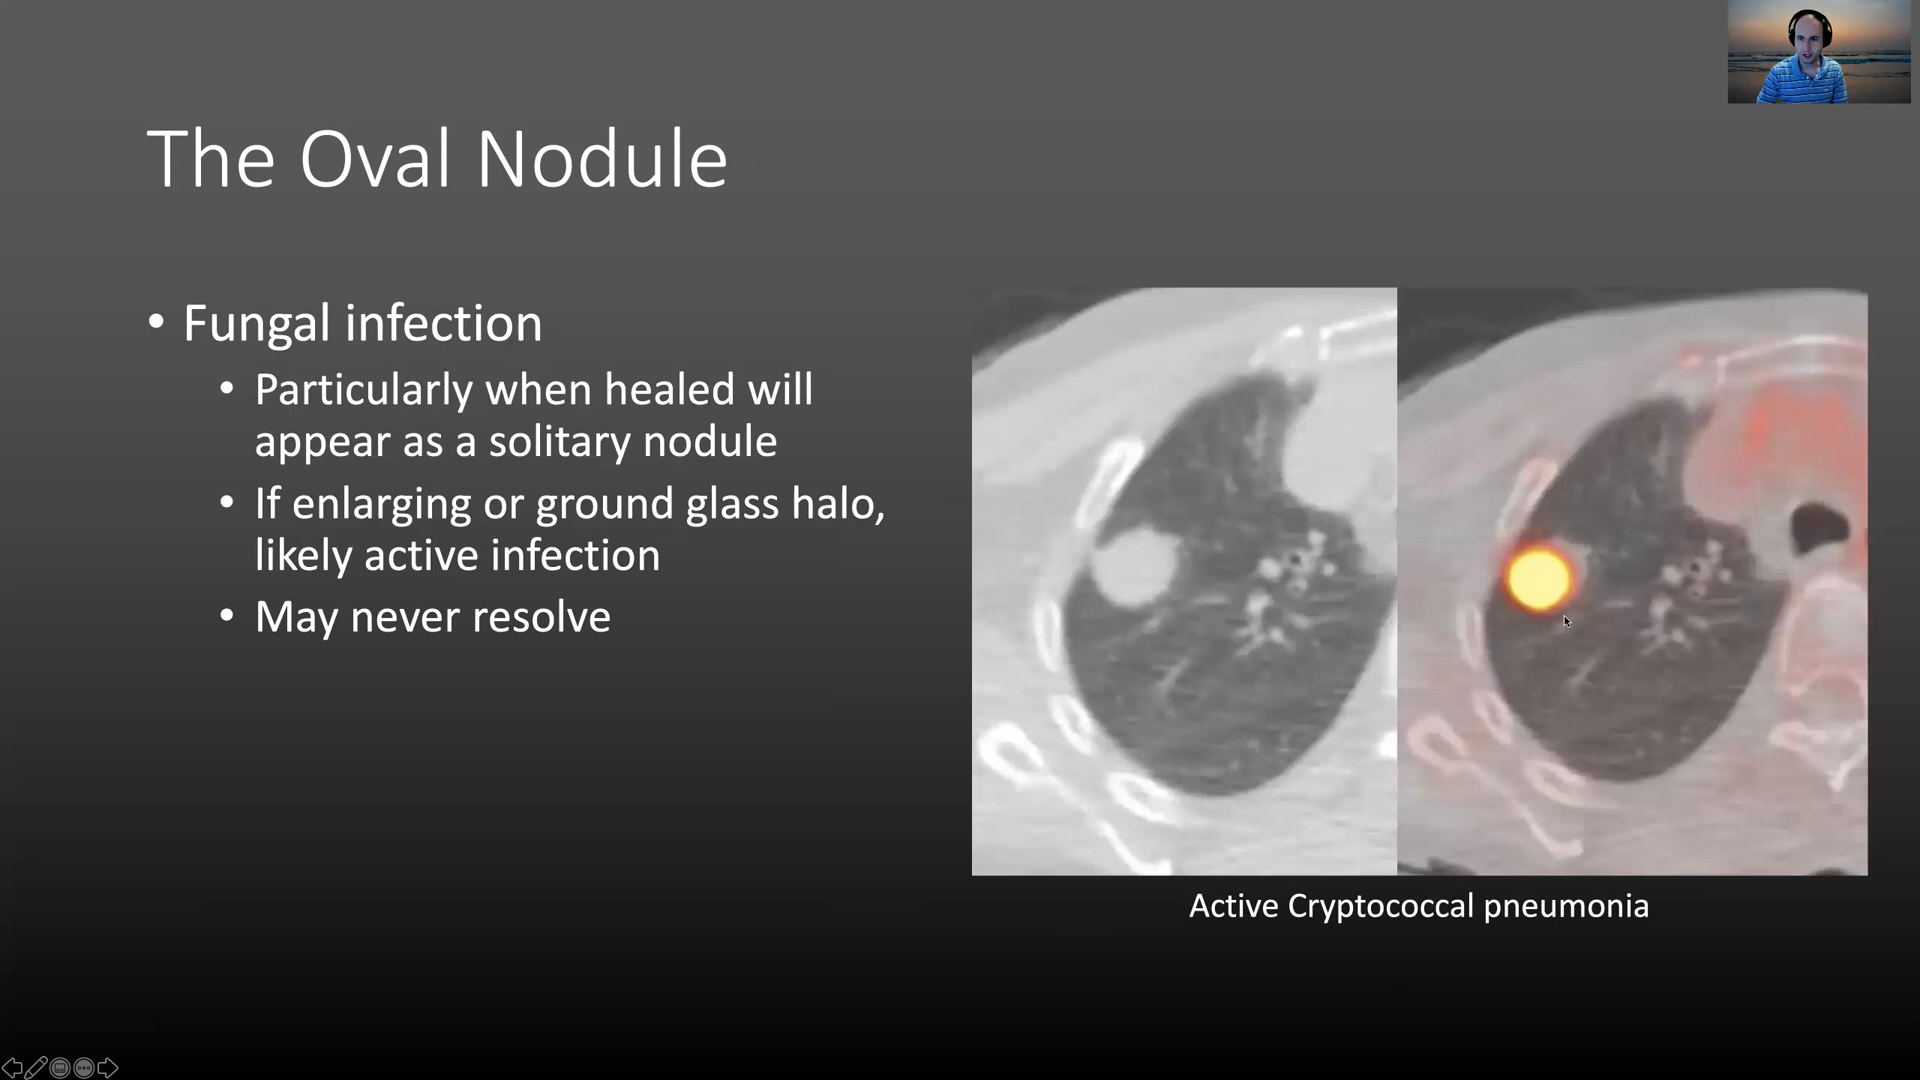 The Oval Nodule
• Fungal infection
• Particularly when healed will
appear as a solitary nodule
• If enlarging or ground glass halo,
likely active infection
• May never resolve
Active Cryptococcal pneumonia